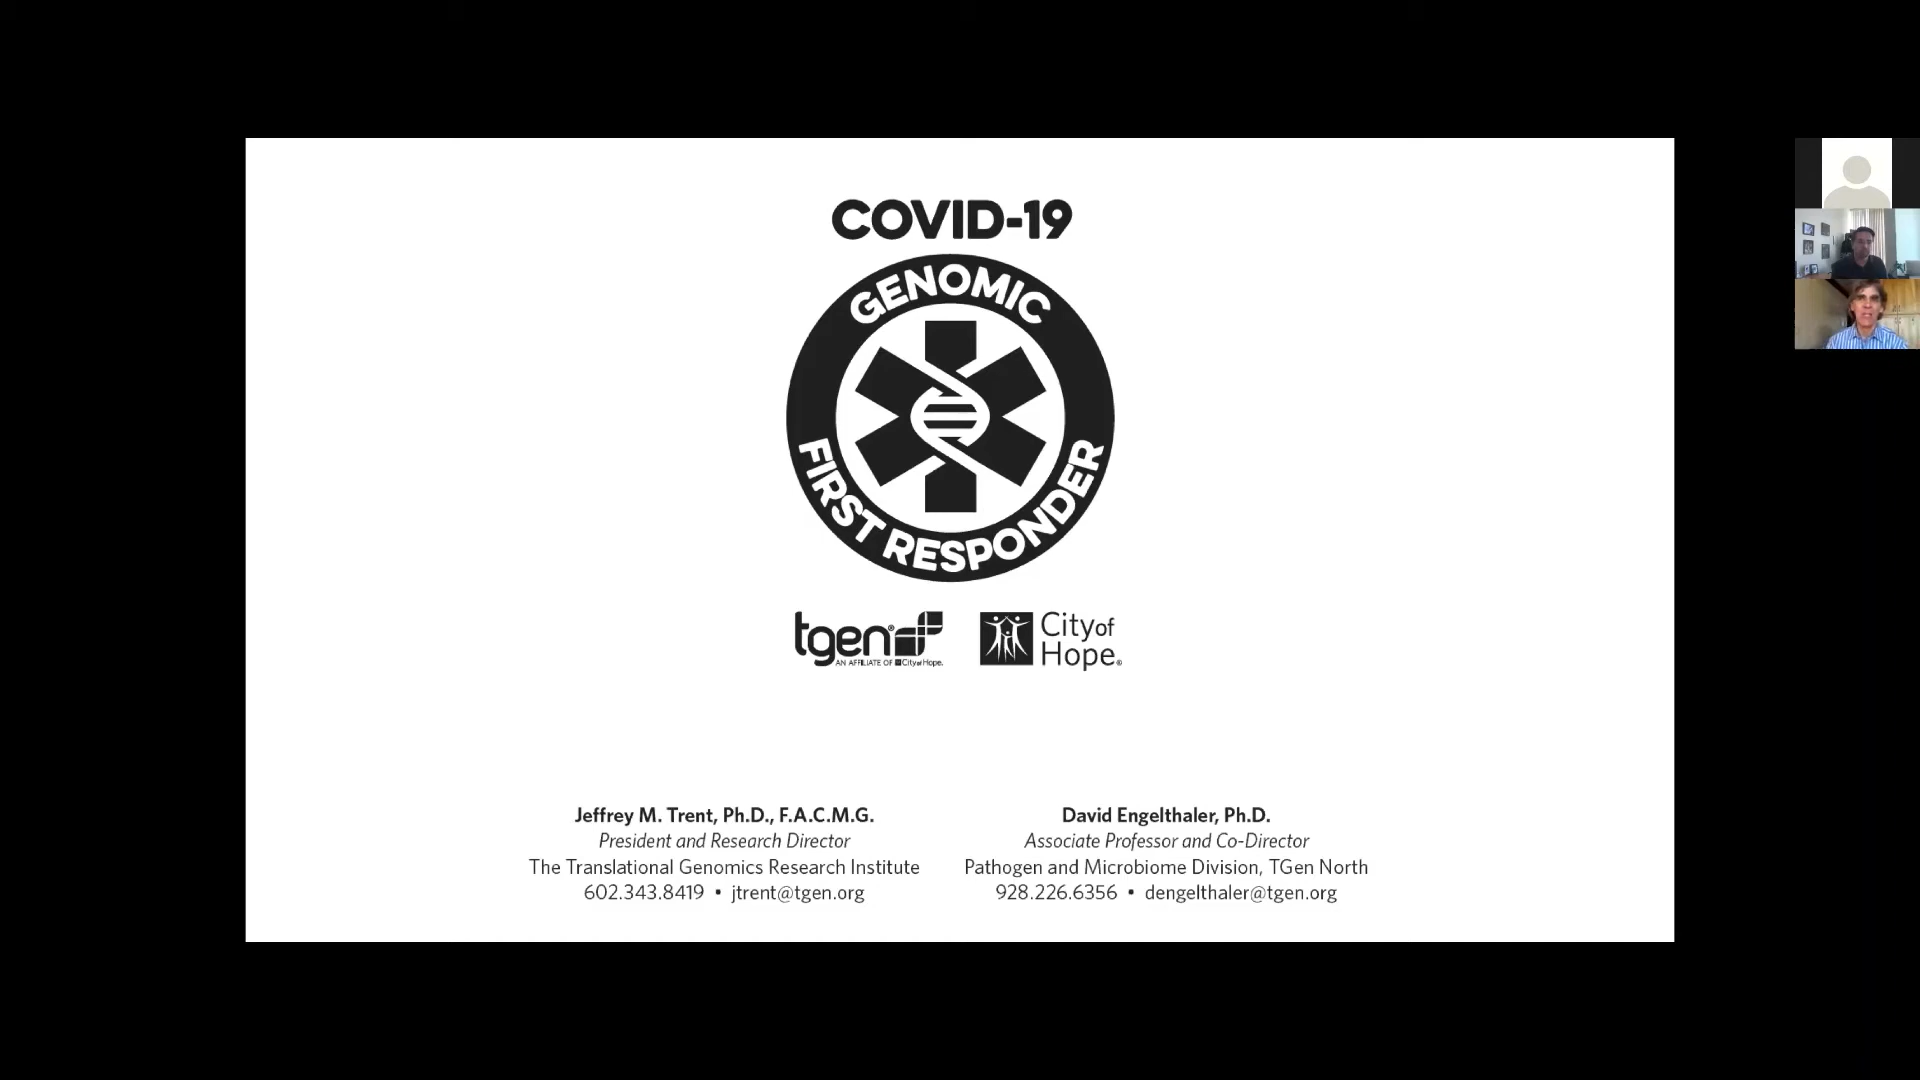 COVID-19
GENOMIC
FIRST RESPONDER
tgen®
AN AFFILIATE OF City of Hope.
City of
Hope®
Jeffrey M. Trent, Ph.D., F.A.C.M.G.
President and Research Director
The Translational Genomics Research Institute
602.343.8419 • jtrent@tgen.org
David Engelthaler, Ph.D.
Associate Professor and Co-Director
Pathogen and Microbiome Division, TGen North
928.226.6356 • dengelthaler@tgen.org